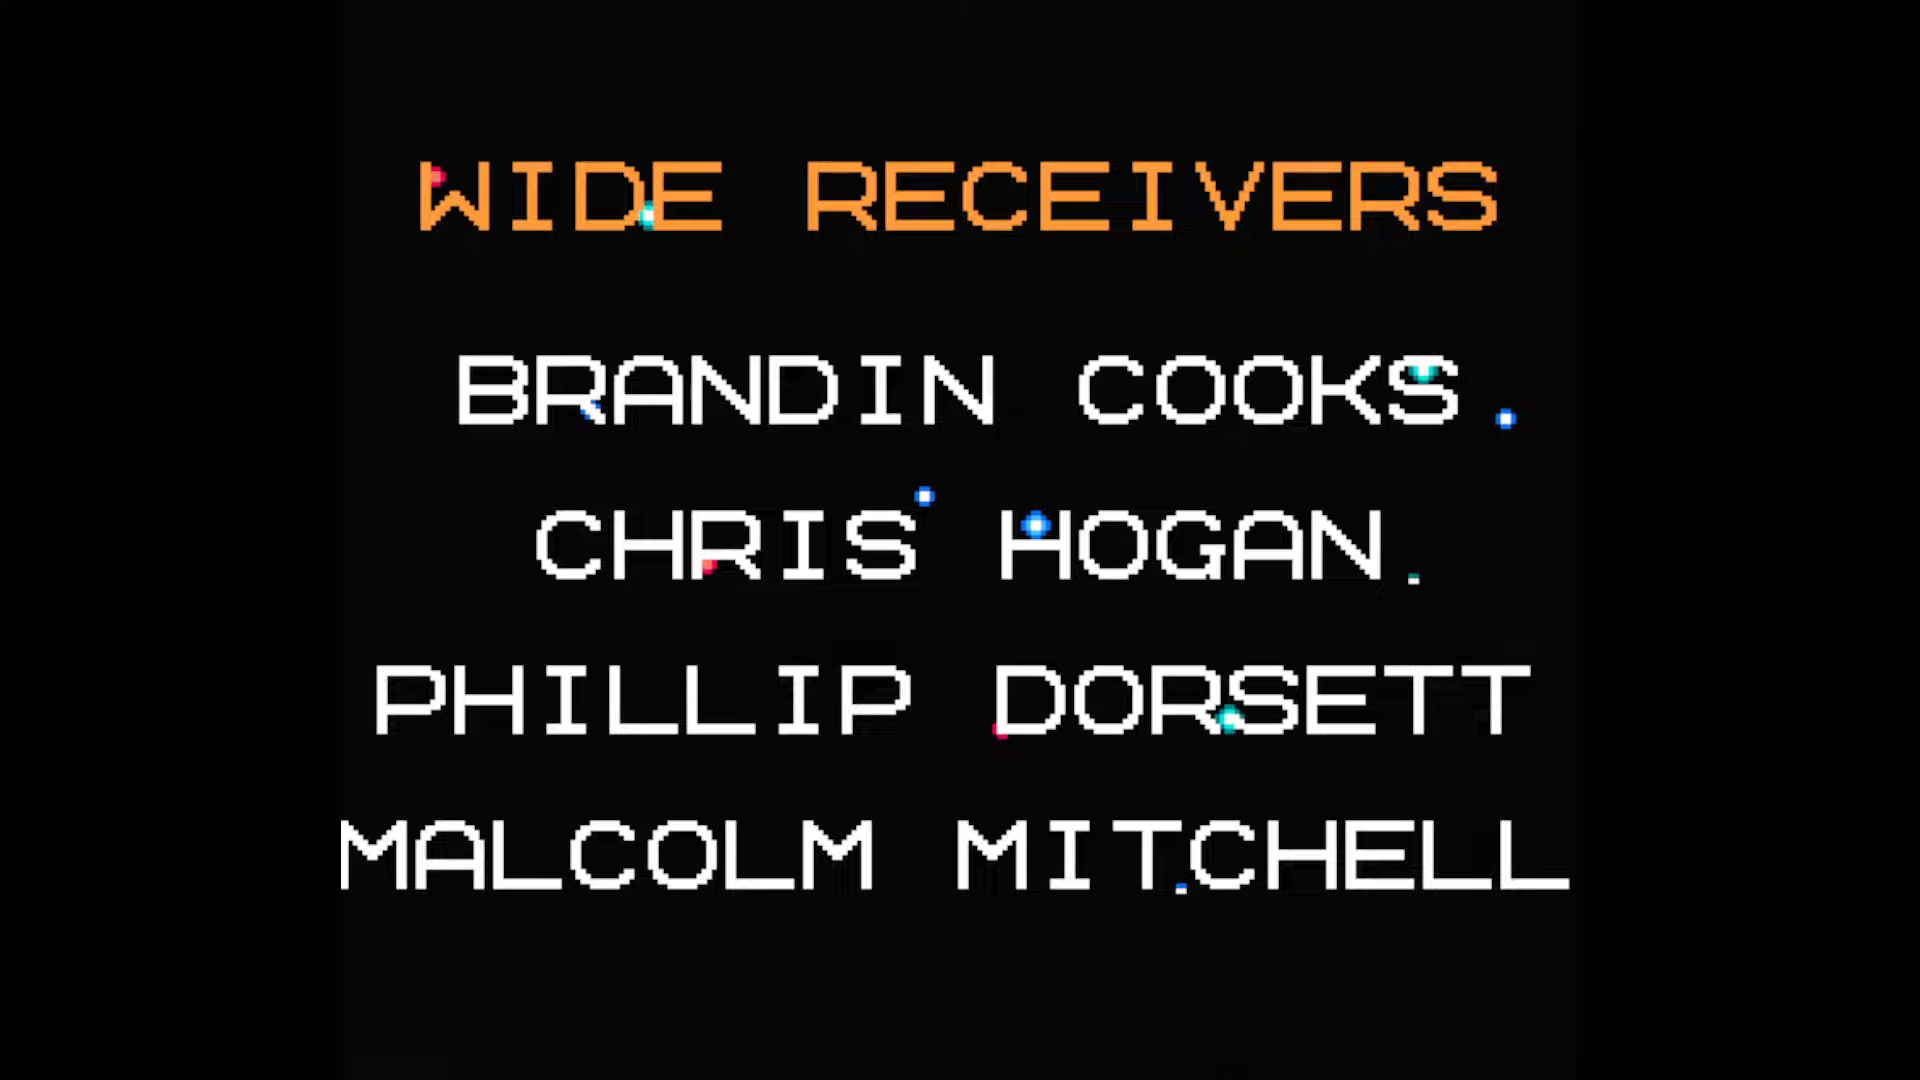 WIDE RECEIVERS
BRANDIN COOKS
CHRIS HOGAN
PHILLIP DORSETT
MALCOLM MITCHELL